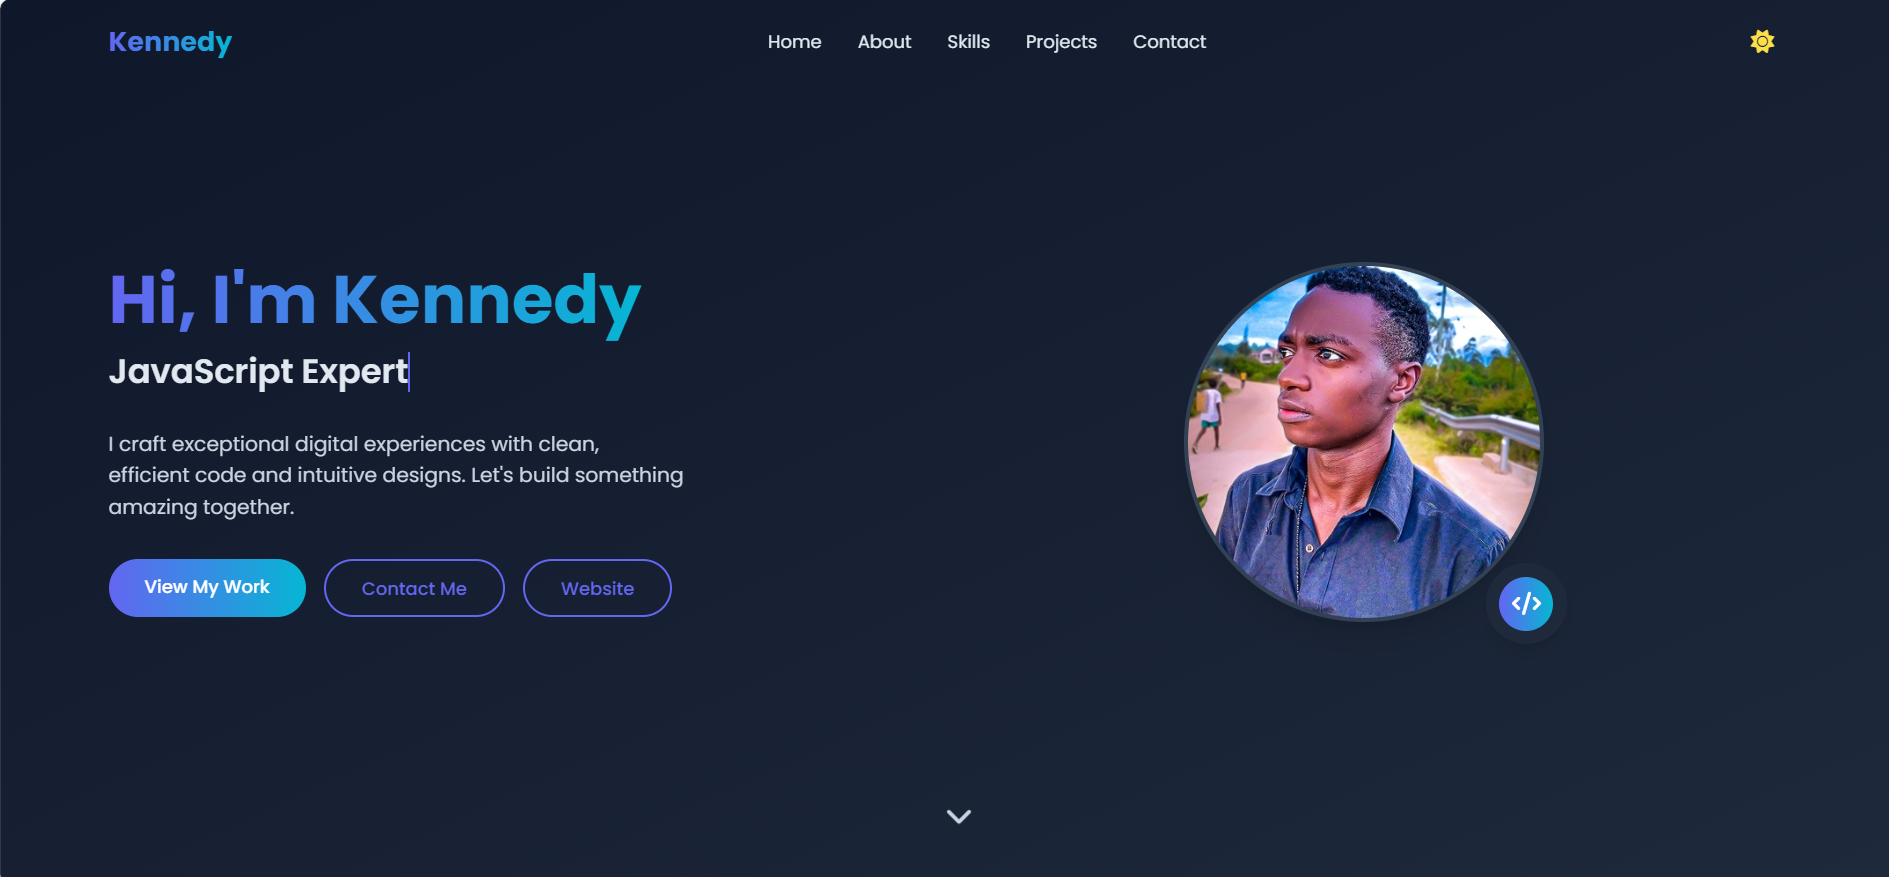 Kennedy
Home About Skills Projects Contact
Hi, I'm Kennedy
JavaScript Expert
I craft exceptional digital experiences with clean,
efficient code and intuitive designs. Let's build something
amazing together.
View My Work Contact Me Website